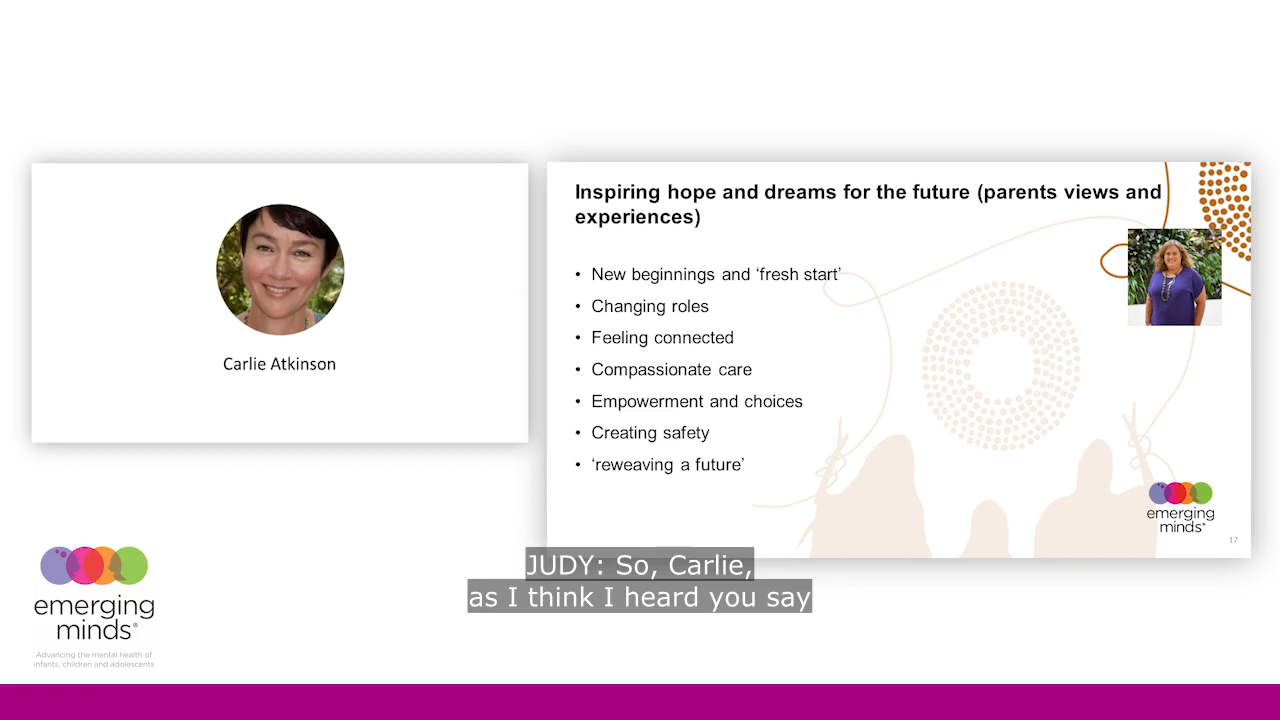 Carlie Atkinson
Inspiring hope and dreams for the future (parents views and
experiences)
• New beginnings and ‘fresh start’
• Changing roles
• Feeling connected
• Compassionate care
• Empowerment and choices
• Creating safety
• ‘reweaving a future’
emerging
minds®
17
JUDY: So, Carlie,
as I think I heard you say
emerging
minds®
Advancing the mental health of
infants, children and adolescents